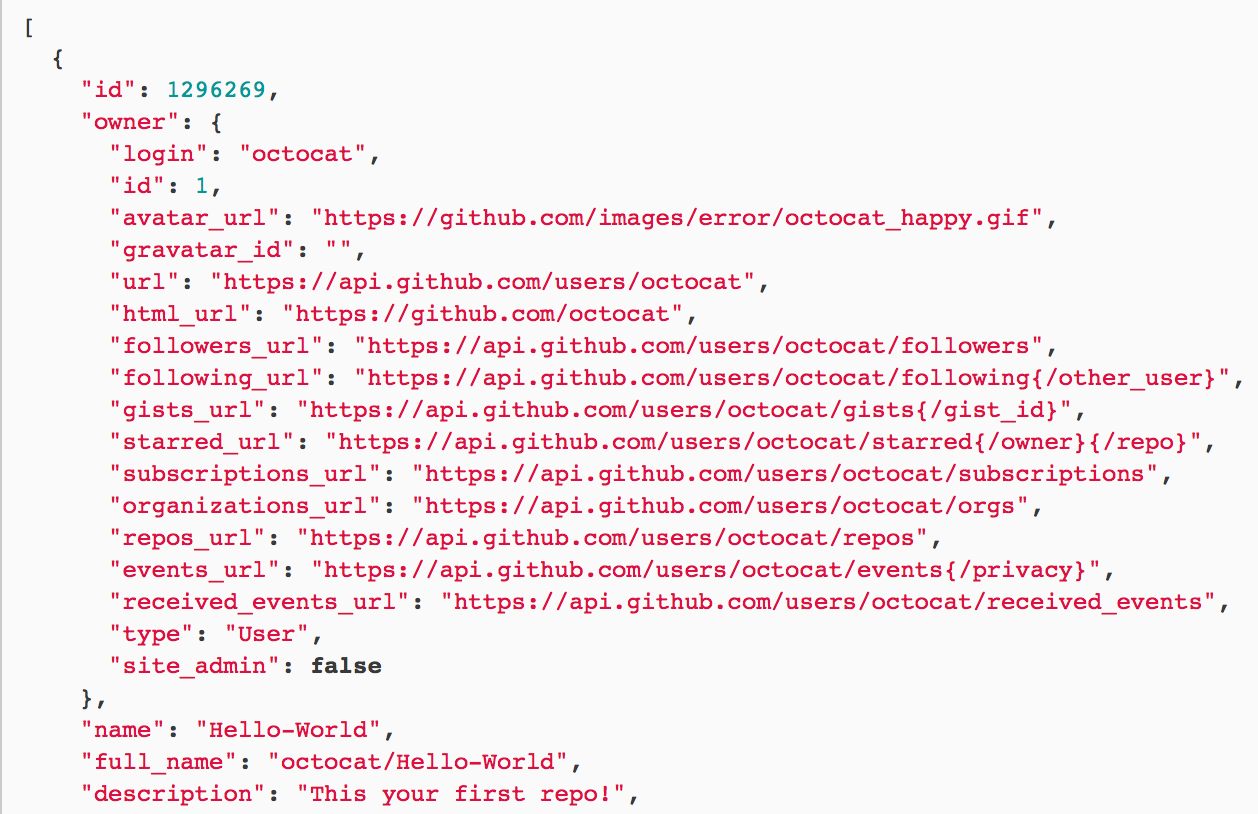 [
  {
    "id": 1296269,
    "owner": {
      "login": "octocat",
      "id": 1,
      "avatar_url": "https://github.com/images/error/octocat_happy.gif",
      "gravatar_id": "",
      "url": "https://api.github.com/users/octocat",
      "html_url": "https://github.com/octocat",
      "followers_url": "https://api.github.com/users/octocat/followers",
      "following_url": "https://api.github.com/users/octocat/following{/other_user}",
      "gists_url": "https://api.github.com/users/octocat/gists{/gist_id}",
      "starred_url": "https://api.github.com/users/octocat/starred{/owner}{/repo}",
      "subscriptions_url": "https://api.github.com/users/octocat/subscriptions",
      "organizations_url": "https://api.github.com/users/octocat/orgs",
      "repos_url": "https://api.github.com/users/octocat/repos",
      "events_url": "https://api.github.com/users/octocat/events{/privacy}",
      "received_events_url": "https://api.github.com/users/octocat/received_events",
      "type": "User",
      "site_admin": false
    },
    "name": "Hello-World",
    "full_name": "octocat/Hello-World",
    "description": "This your first repo!",